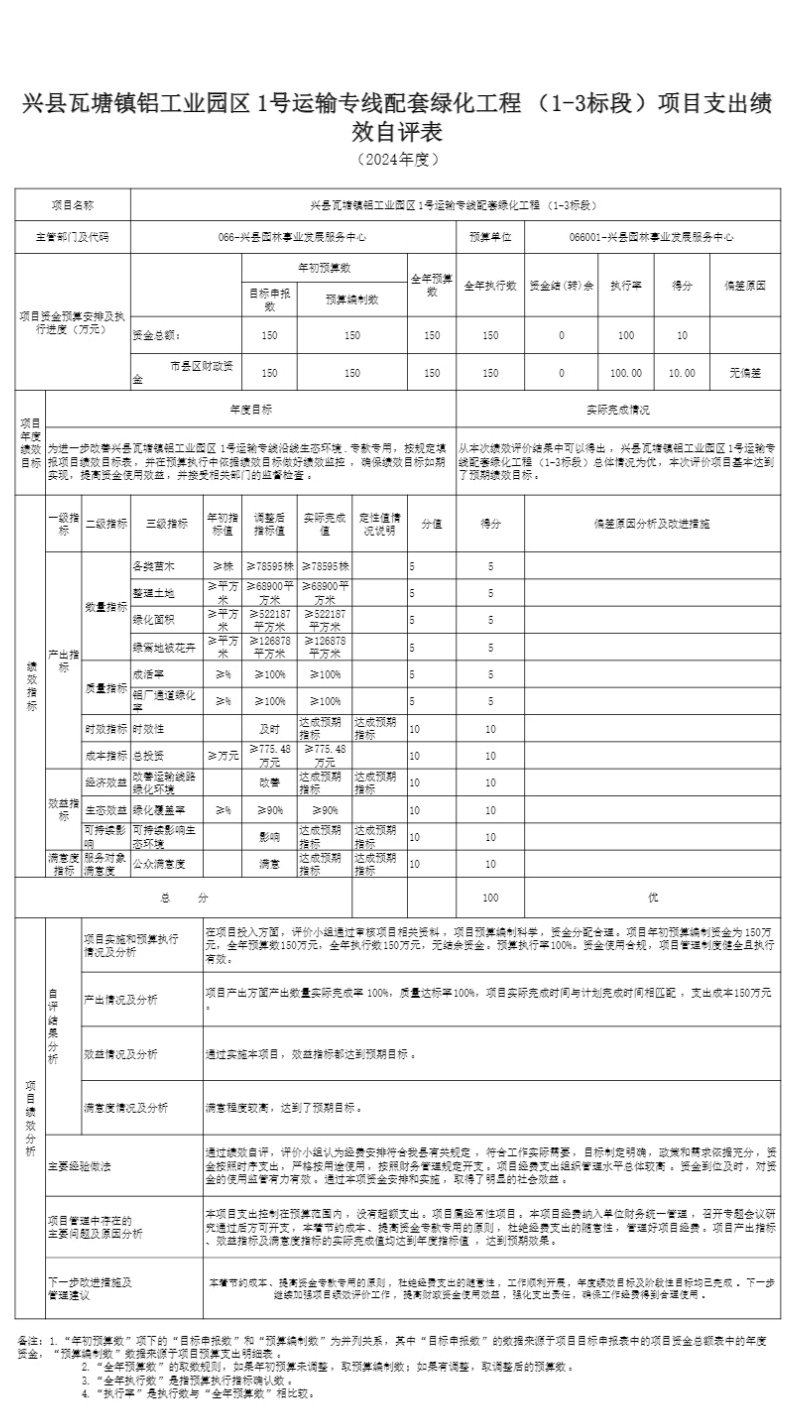 兴县瓦塘镇铝工业园区1号运输专线配套绿化工程（1-3标段）项目支出绩
效自评表
（2024年度）
项目名称 兴县瓦塘镇铝工业园区1号运输专线配套绿化工程（1-3标段）
主管部门及代码 066-兴县园林事业发展服务中心 预算单位 066001-兴县园林事业发展服务中心
项目资金预算安排及执
行进度（万元）
年初预算数
目标申报
数
预算编制数
全年预算
数
全年执行数 资金结(转)余 执行率 得分 偏差原因
资金总额： 150 150 150 150 0 100 10
市县区财政资
金
150 150 150 150 0 100.00 10.00 无偏差
项目
年度
绩效
目标
年度目标 实际完成情况
为进一步改善兴县瓦塘镇铝工业园区1号运输专线沿线生态环境.专款专用，按规定填
报项目绩效目标表，并在预算执行中依据绩效目标做好绩效监控，确保绩效目标如期
实现，提高资金使用效益，并接受相关部门的监督检查。
从本次绩效评价结果中可以得出，兴县瓦塘镇铝工业园区1号运输专
线配套绿化工程（1-3标段）总体情况为优，本次评价项目基本达到
了预期绩效目标。
绩效指标
一级指
标
二级指标 三级指标
年初指
标值
调整后
指标值
实际完成
值
定性值情
况说明
分值 得分 偏差原因分析及改进措施
产出指
标
数量指标
各类苗木 ≥株 ≥78595株 ≥78595株 5 5
整理土地 ≥平方
米 ≥68900平
方米 ≥68900平
方米 5 5
绿化面积 ≥平方
米 ≥522187
平方米 ≥522187
平方米 5 5
绿篱地被花卉 ≥平方
米 ≥126878
平方米 ≥126878
平方米 5 5
质量指标
成活率 ≥% ≥100% ≥100% 5 5
铝厂通道绿化
率 ≥% ≥100% ≥100% 5 5
时效指标 时效性 及时 达成预期
指标 达成预期
指标 10 10
成本指标 总投资 ≥万元 ≥775.48
万元 ≥775.48
万元 10 10
效益指
标
经济效益 改善运输线路
绿化环境 改善 达成预期
指标 达成预期
指标 10 10
生态效益 绿化覆盖率 ≥% ≥90% ≥90% 10 10
可持续影
响 可持续影响生
态环境 影响 达成预期
指标 达成预期
指标 10 10
满意度
指标 服务对象
满意度 公众满意度 满意 达成预期
指标 达成预期
指标 10 10
总 分 100 优
项目绩效分析
自评结果分析
项目实施和预算执行
情况及分析
在项目投入方面，评价小组通过审核项目相关资料，项目预算编制科学，资金分配合理。项目年初预算编制资金为150万
元，全年预算数150万元，全年执行数150万元，无结余资金。预算执行率100%。资金使用合规，项目管理制度健全且执行
有效。
产出情况及分析
项目产出方面产出数量实际完成率100%，质量达标率100%，项目实际完成时间与计划完成时间相匹配，支出成本150万元
。
效益情况及分析 通过实施本项目，效益指标都达到预期目标。
满意度情况及分析 满意程度较高，达到了预期目标。
主要经验做法
通过绩效自评，评价小组认为经费安排符合我县有关规定，符合工作实际需要，目标制定明确，政策和需求依据充分，资
金按照时序支出，严格按用途使用，按照财务管理规定开支。项目经费支出组织管理水平总体较高。资金到位及时，对资
金的使用监管有力有效。通过本项资金安排和实施，取得了明显的社会效益。
项目管理中存在的
主要问题及原因分析
本项目支出控制在预算范围内，没有超额支出。项目属经常性项目。本项目经费纳入单位财务统一管理，召开专题会议研
究通过后方可开支，本着节约成本、提高资金专款专用的原则，杜绝经费支出的随意性，管理好项目经费。项目产出指标
、效益指标及满意度指标的实际完成值均达到年度指标值，达到预期效果。
下一步改进措施及
管理建议
本着节约成本、提高资金专款专用的原则，杜绝经费支出的随意性，工作顺利开展，年度绩效目标及阶段性目标均已完成。下一步
继续加强项目绩效评价工作，提高财政资金使用效益，强化支出责任，确保工作经费得到合理使用。
备注：1.“年初预算数”项下的“目标申报数”和“预算编制数”为并列关系，其中“目标申报数”的数据来源于项目目标申报表中的项目资金总额表中的年度
资金，“预算编制数”数据来源于项目预算支出明细表。
2.“全年预算数”的取数规则，如果年初预算未调整，取预算编制数；如果有调整，取调整后的预算数。
3.“全年执行数”是指预算执行指标确认数。
4.“执行率”是执行数与“全年预算数”相比较。